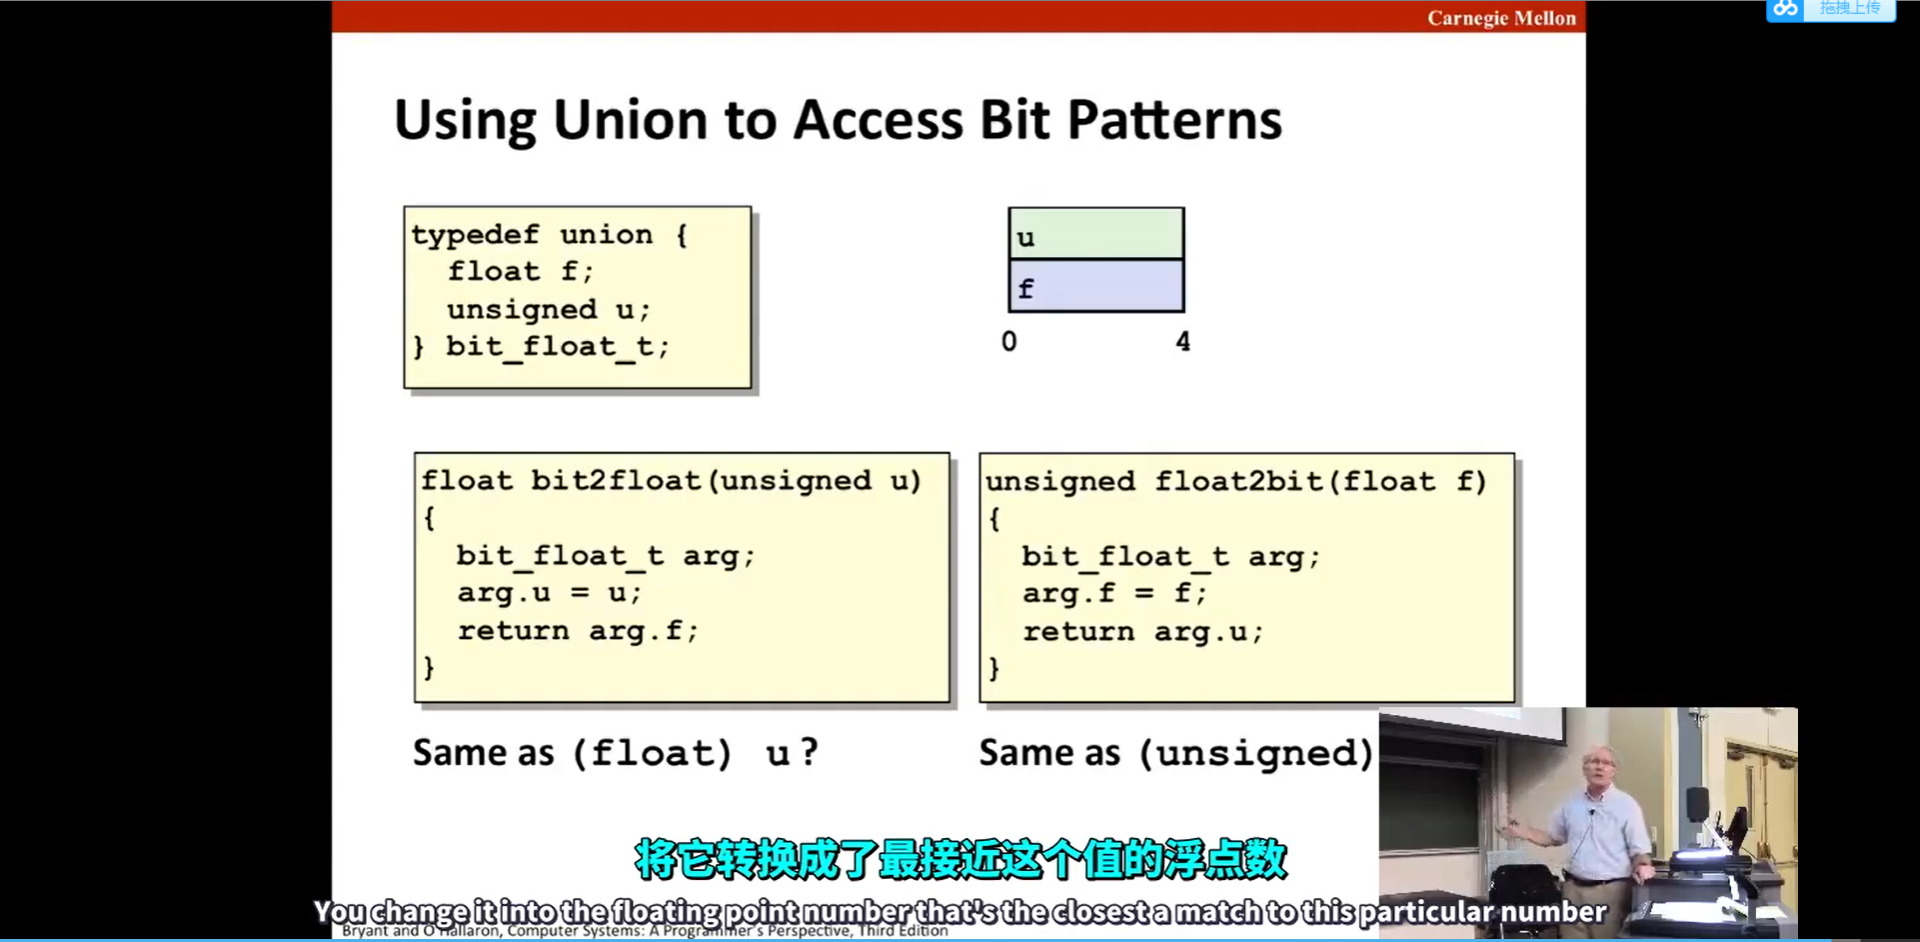 Carnegie Mellon
拖拽上传
Using Union to Access Bit Patterns
typedef union {
float f;
unsigned u;
} bit_float_t;
u
f
0 4
float bit2float(unsigned u)
{
bit_float_t arg;
arg.u = u;
return arg.f;
}
unsigned float2bit(float f)
{
bit_float_t arg;
arg.f = f;
return arg.u;
}
Same as (float) u?
Same as (unsigned)
将它转换成了最接近这个值的浮点数
You change it into the floating point number that's the closest a match to this particular number
Bryant and O'Hallaron, Computer Systems: A Programmer's Perspective, Third Edition